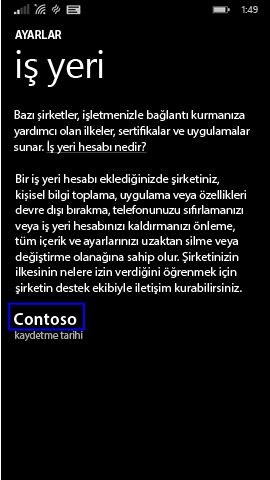 1:49
AYARLAR
iş yeri
Bazı şirketler, işletmenizle bağlantı kurmanıza
yardımcı olan ilkeler, sertifikalar ve uygulamalar
sunar. İş yeri hesabı nedir?
Bir iş yeri hesabı eklediğinizde şirketiniz,
kişisel bilgi toplama, uygulama veya özellikleri
devre dışı bırakma, telefonunuzu sıfırlamanızı
veya iş yeri hesabınızı kaldırmanızı önleme,
tüm içerik ve ayarlarınızı uzaktan silme veya
değiştirme olanağına sahip olur. Şirketinizin
ilkesinin nelere izin verdiğini öğrenmek için
şirketin destek ekibiyle iletişim kurabilirsiniz.
Contoso
kaydetme tarihi